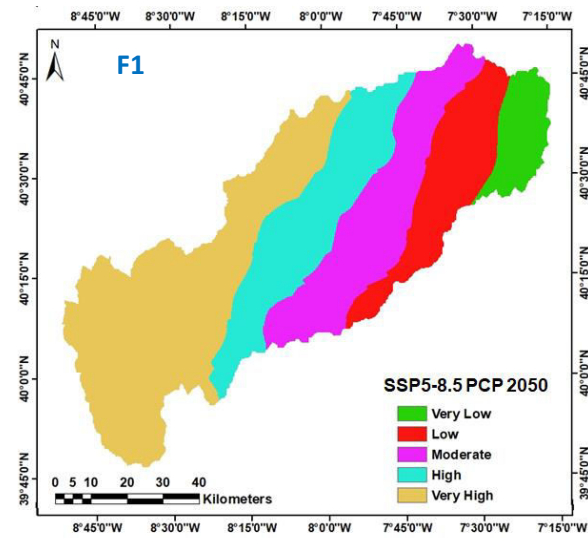 8°45'0"W 8°30'0"W 8°15'0"W 8°0'0"W 7°45'0"W 7°30'0"W 7°15'0"W
N
F1
40°45'0"N
40°45'0"N
40°30'0"N
40°30'0"N
40°15'0"N
40°15'0"N
40°0'0"N
40°0'0"N
39°45'0"N
39°45'0"N
SSP5-8.5 PCP 2050
Very Low
Low
Moderate
High
Very High
0 5 10 20 30 40
Kilometers
8°45'0"W 8°30'0"W 8°15'0"W 8°0'0"W 7°45'0"W 7°30'0"W 7°15'0"W